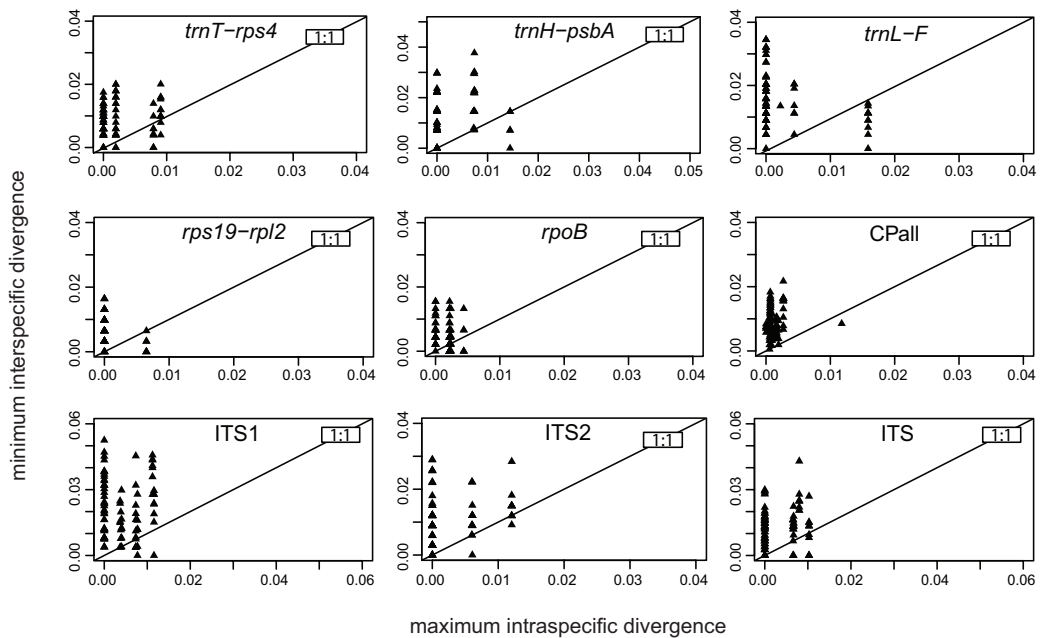 trnT−rps4
1:1
0.00 0.02 0.04
0.00 0.01 0.02 0.03 0.04
trnH−psbA
1:1
0.00 0.02 0.04
0.00 0.01 0.02 0.03 0.04 0.05
trnL−F
1:1
0.00 0.02 0.04
0.00 0.01 0.02 0.03 0.04
minimum interspecific divergence
rps19−rpl2
1:1
0.00 0.02 0.04
0.00 0.01 0.02 0.03 0.04
rpoB
1:1
0.00 0.02 0.04
0.00 0.01 0.02 0.03 0.04
CPall
1:1
0.00 0.02 0.04
0.00 0.01 0.02 0.03 0.04
ITS1
1:1
0.00 0.03 0.06
0.00 0.02 0.04 0.06
ITS2
1:1
0.00 0.02 0.04
0.00 0.01 0.02 0.03 0.04
ITS
1:1
0.00 0.03 0.06
0.00 0.02 0.04 0.06
maximum intraspecific divergence